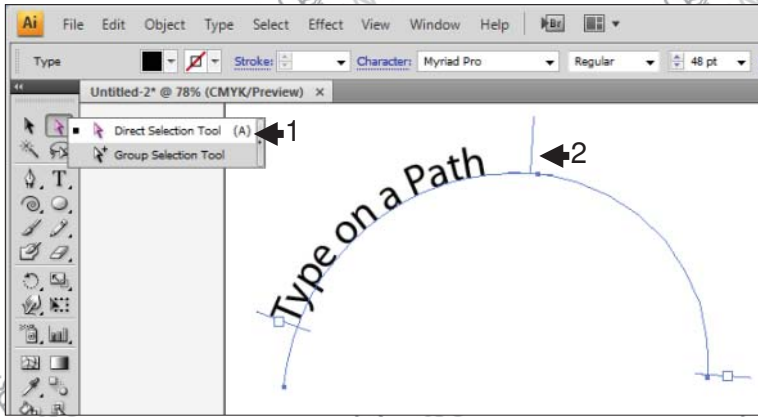 Ai File Edit Object Type Select Effect View Window Help Br
Type Stroke: Character: Myriad Pro Regular 48 pt
Untitled-2* @ 78% (CMYK/Preview) ×
Direct Selection Tool (A) 1
Group Selection Tool
T
Type on a Path
2